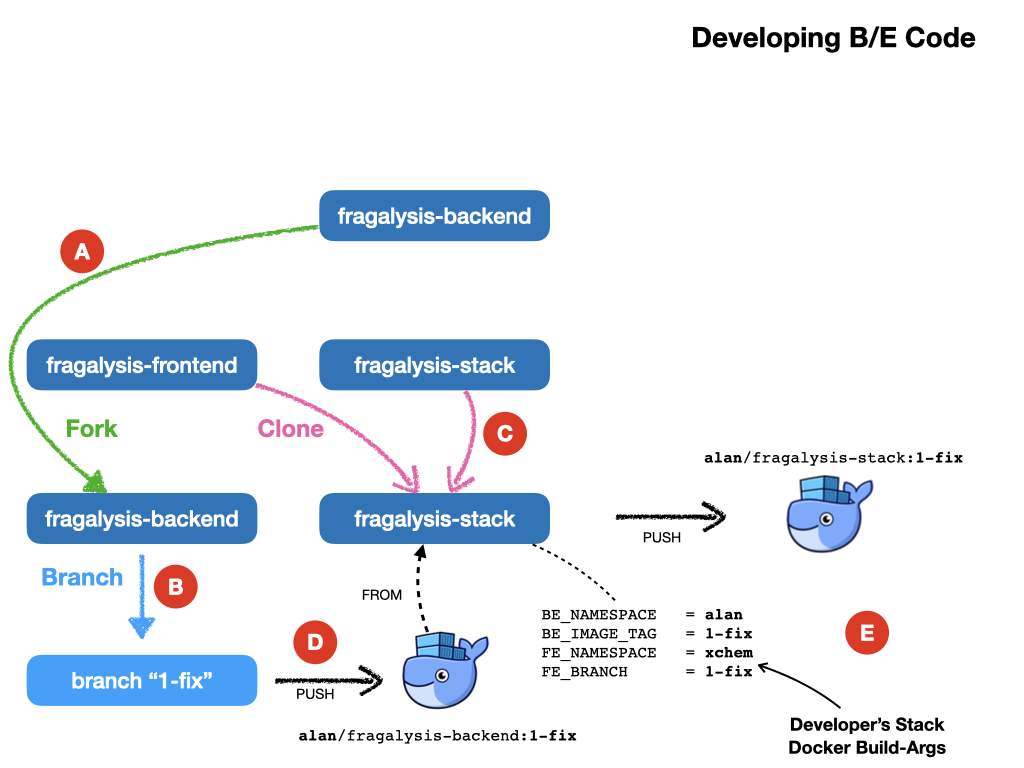 Developing B/E Code
fragalysis-backend
A
fragalysis-frontend
fragalysis-stack
Fork
Clone
C
alan/fragalysis-stack:1-fix
fragalysis-backend
fragalysis-stack
PUSH
Branch
B
FROM
BE_NAMESPACE = alan
BE_IMAGE_TAG = 1-fix
FE_NAMESPACE = xchem
FE_BRANCH = 1-fix
E
D
branch “1-fix”
PUSH
alan/fragalysis-backend:1-fix
Developer’s Stack
Docker Build-Args